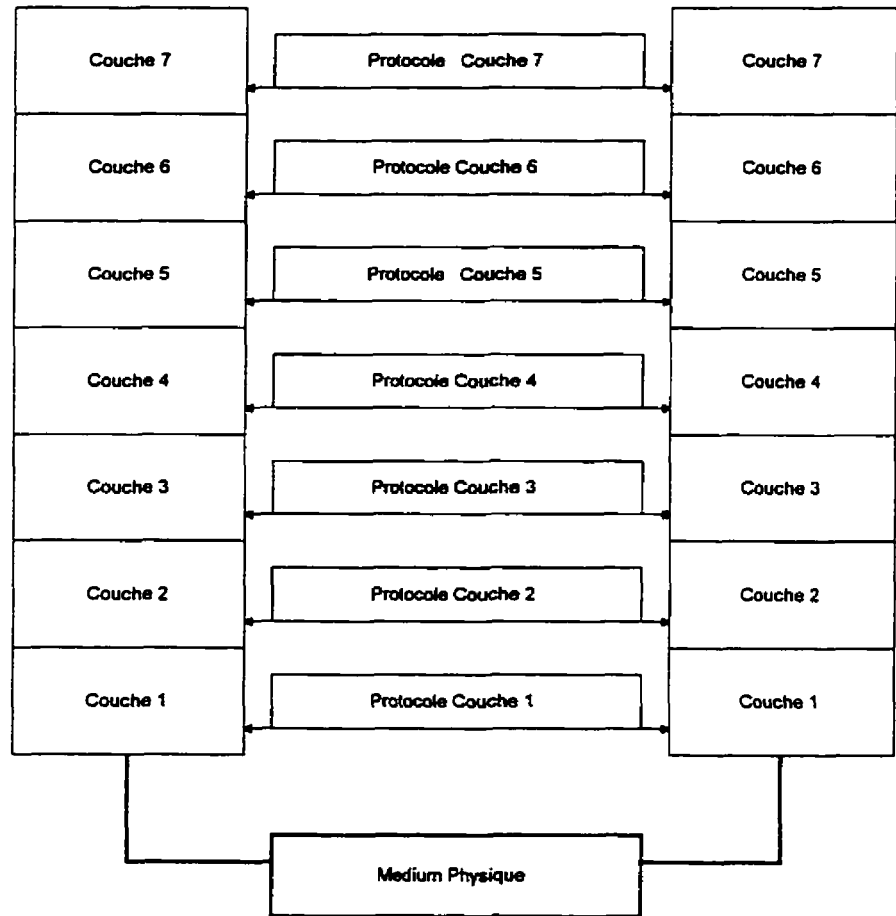 Couche 7 Protocole Couche 7 Couche 7
Couche 6 Protocole Couche 6 Couche 6
Couche 5 Protocole Couche 5 Couche 5
Couche 4 Protocole Couche 4 Couche 4
Couche 3 Protocole Couche 3 Couche 3
Couche 2 Protocole Couche 2 Couche 2
Couche 1 Protocole Couche 1 Couche 1
Medium Physique